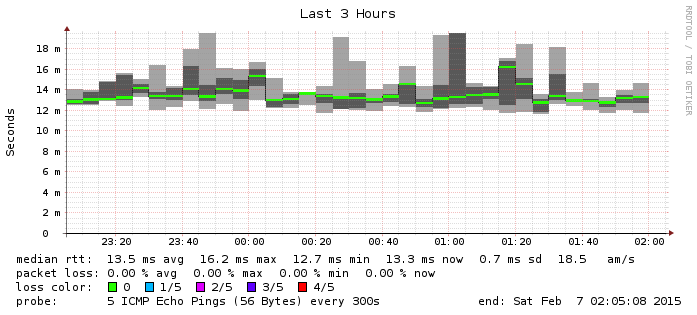 Last 3 Hours
RRDTOOL / TOBI OETIKER
Seconds
18 m
16 m
14 m
12 m
10 m
8 m
6 m
4 m
2 m
0
23:20 23:40 00:00 00:20 00:40 01:00 01:20 01:40 02:00
median rtt: 13.5 ms avg 16.2 ms max 12.7 ms min 13.3 ms now 0.7 ms sd 18.5 am/s
packet loss: 0.00 % avg 0.00 % max 0.00 % min 0.00 % now
loss color: 0 1/5 2/5 3/5 4/5
probe: 5 ICMP Echo Pings (56 Bytes) every 300s end: Sat Feb 7 02:05:08 2015